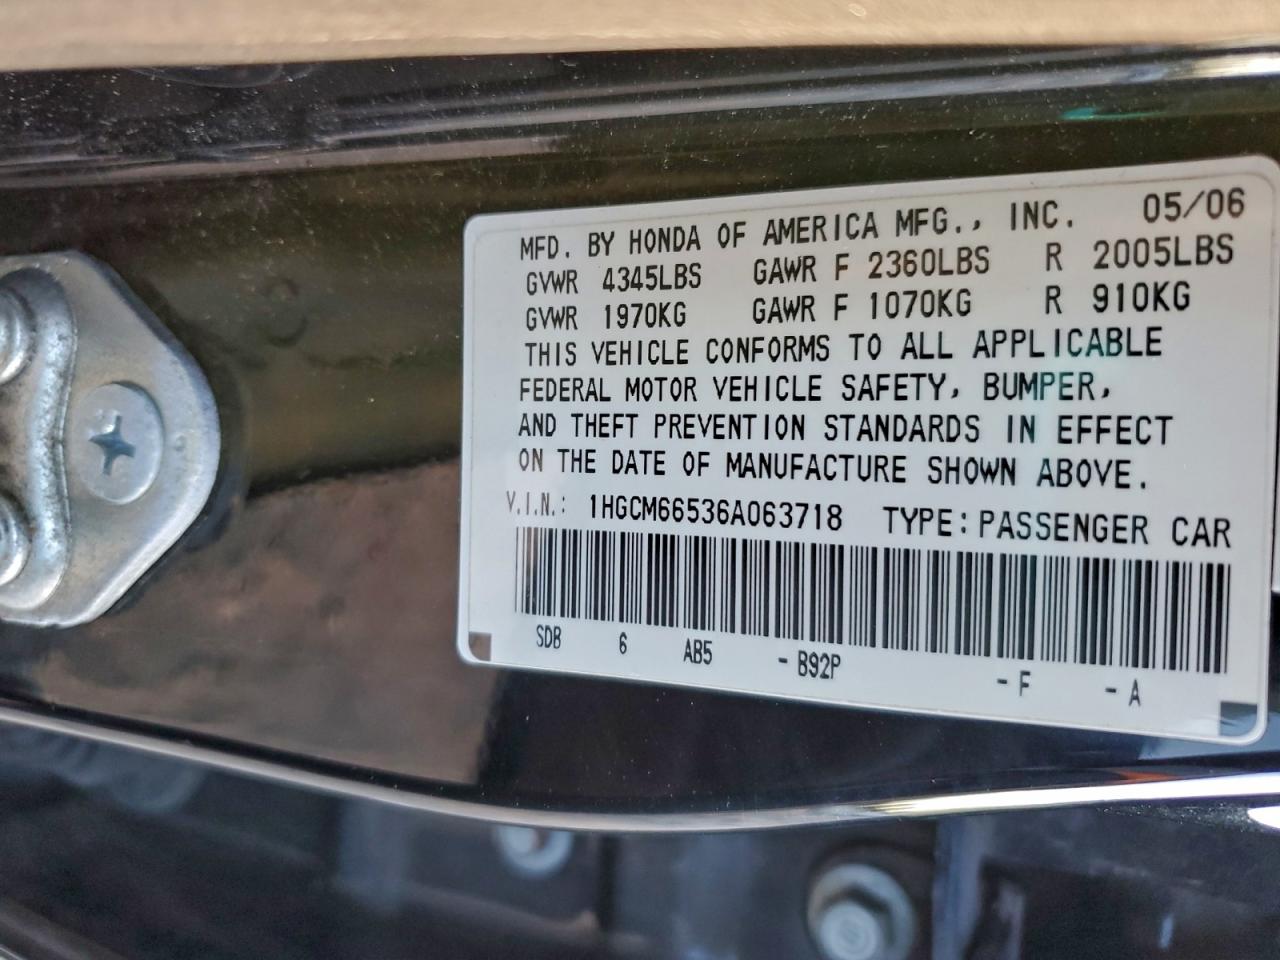 MFD. BY HONDA OF AMERICA MFG., INC. 05/06
GVWR 4345LBS GAWR F 2360LBS R 2005LBS
GVWR 1970KG GAWR F 1070KG R 910KG
THIS VEHICLE CONFORMS TO ALL APPLICABLE
FEDERAL MOTOR VEHICLE SAFETY, BUMPER,
AND THEFT PREVENTION STANDARDS IN EFFECT
ON THE DATE OF MANUFACTURE SHOWN ABOVE.
V.I.N.: 1HGCM66536A063718 TYPE:PASSENGER CAR
SDB 6 AB5 -B92P -F -A